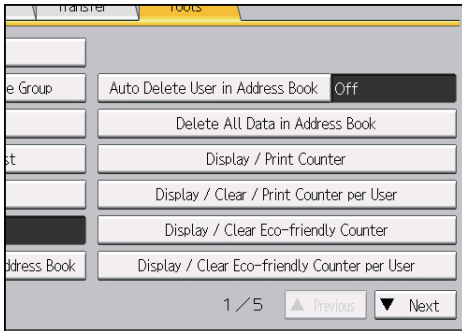 Transfer Tools
e Group Auto Delete User in Address Book Off
Delete All Data in Address Book
st Display / Print Counter
Display / Clear / Print Counter per User
Display / Clear Eco-friendly Counter
ddress Book Display / Clear Eco-friendly Counter per User
1/5 ▲ Previous ▼ Next